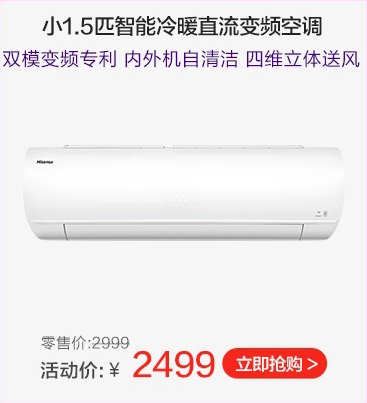 小1.5匹智能冷暖直流变频空调
双模变频专利 内外机自清洁 四维立体送风
Hisense
零售价:2999
活动价:￥2499 立即抢购 >